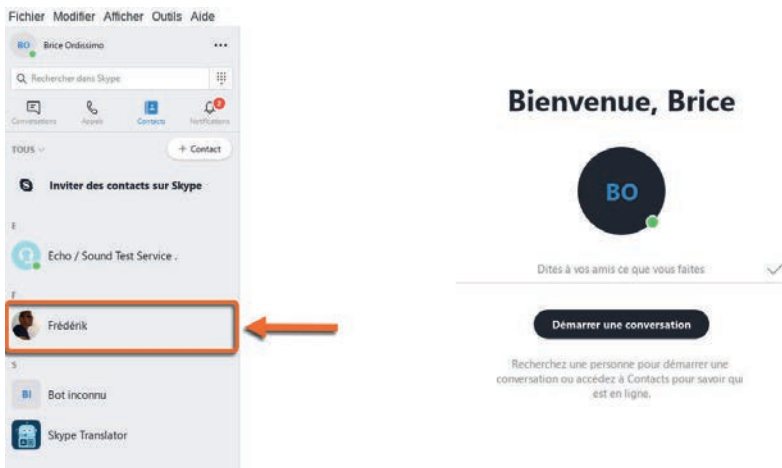 Fichier Modifier Afficher Outils Aide
BO Brice Ordissimo
Rechercher dans Skype
Conversations Appels Contacts Notifications
2
TOUS
+ Contact
Inviter des contacts sur Skype
E
Echo / Sound Test Service .
F
Frédérik
S
BI Bot inconnu
Skype Translator
Bienvenue, Brice
BO
Dites à vos amis ce que vous faites
Démarrer une conversation
Recherchez une personne pour démarrer une
conversation ou accédez à Contacts pour savoir qui
est en ligne.